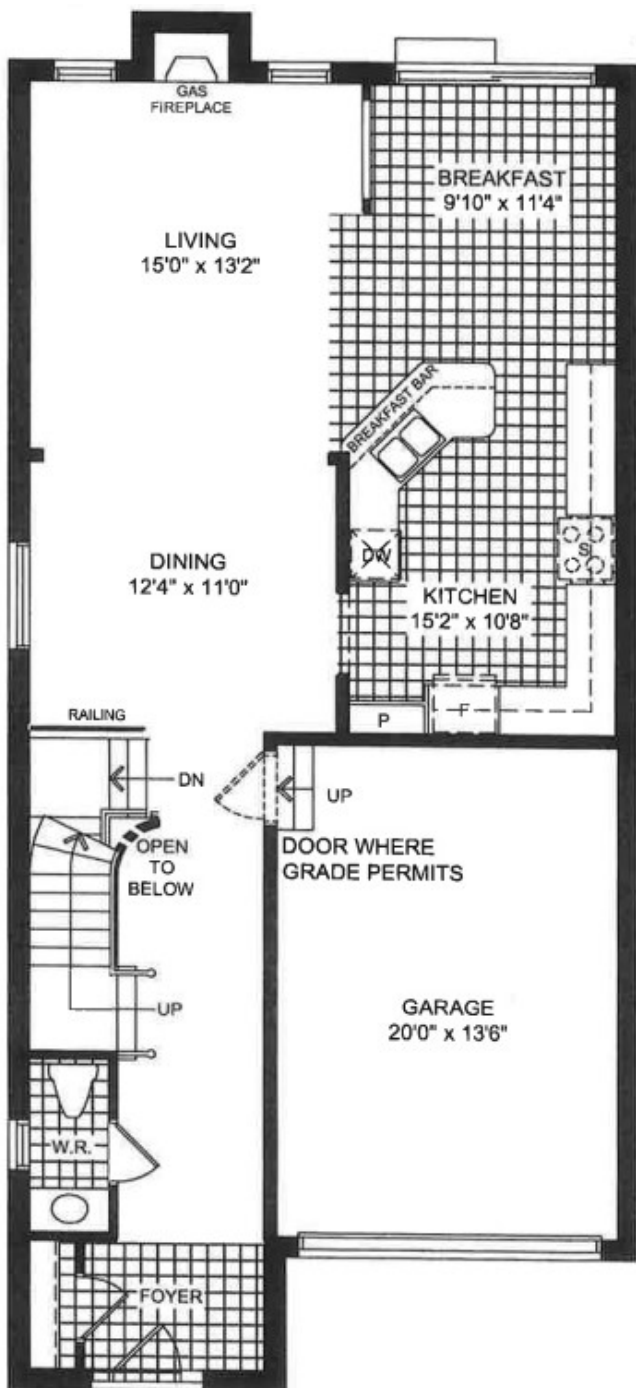 GAS
FIREPLACE
BREAKFAST
9'10" x 11'4"
LIVING
15'0" x 13'2"
BREAKFAST BAR
DW
S
DINING
12'4" x 11'0"
KITCHEN
15'2" x 10'8"
P
F
RAILING
DN
UP
OPEN
TO
BELOW
DOOR WHERE
GRADE PERMITS
UP
GARAGE
20'0" x 13'6"
W.R.
FOYER